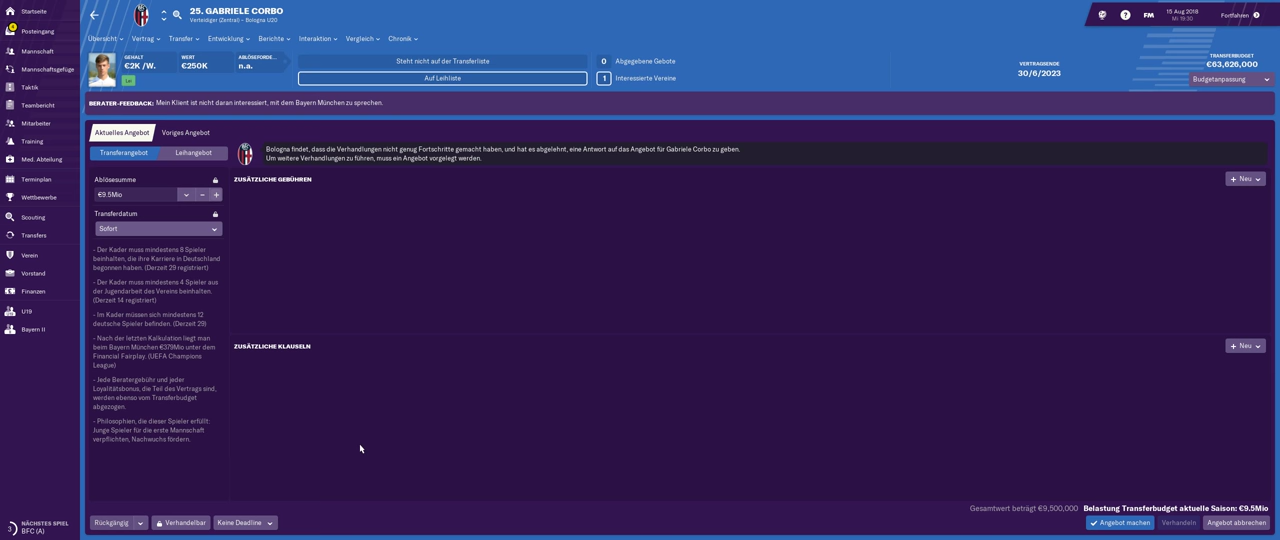 Startseite
Posteingang
Mannschaft
Mannschaftsgefüge
Taktik
Teambericht
Mitarbeiter
Training
Med. Abteilung
Terminplan
Wettbewerbe
Scouting
Transfers
Verein
Vorstand
Finanzen
U19
Bayern II
3
NÄCHSTES SPIEL
BFC (A)
25. GABRIELE CORBO
Verteidiger (Zentral) - Bologna U20
? FM
15 Aug 2018
Mi 19:30
Fortfahren
Übersicht Vertrag Transfer Entwicklung Berichte Interaktion Vergleich Chronik
GEHALT
€2K /W.
WERT
€250K
ABLÖSEFORDE...
n.a.
Lei
Steht nicht auf der Transferliste
Auf Leihliste
0 Abgegebene Gebote
1 Interessierte Vereine
VERTRAGSENDE
30/6/2023
TRANSFERBUDGET
€63,626,000
Budgetanpassung
BERATER-FEEDBACK: Mein Klient ist nicht daran interessiert, mit dem Bayern München zu sprechen.
Aktuelles Angebot Voriges Angebot
Transferangebot Leihangebot
Bologna findet, dass die Verhandlungen nicht genug Fortschritte gemacht haben, und hat es abgelehnt, eine Antwort auf das Angebot für Gabriele Corbo zu geben.
Um weitere Verhandlungen zu führen, muss ein Angebot vorgelegt werden.
Ablösesumme
€9.5Mio
Transferdatum
Sofort
- Der Kader muss mindestens 8 Spieler
beinhalten, die ihre Karriere in Deutschland
begonnen haben. (Derzeit 29 registriert)
- Der Kader muss mindestens 4 Spieler aus
der Jugendarbeit des Vereins beinhalten.
(Derzeit 14 registriert)
- Im Kader müssen sich mindestens 12
deutsche Spieler befinden. (Derzeit 29)
- Nach der letzten Kalkulation liegt man
beim Bayern München €379Mio unter dem
Financial Fairplay. (UEFA Champions
League)
- Jede Beratergebühr und jeder
Loyalitätsbonus, die Teil des Vertrags sind,
werden ebenso vom Transferbudget
abgezogen.
- Philosophien, die dieser Spieler erfüllt:
Junge Spieler für die erste Mannschaft
verpflichten, Nachwuchs fördern.
ZUSÄTZLICHE GEBÜHREN
Neu
ZUSÄTZLICHE KLAUSELN
Neu
Gesamtwert beträgt €9,500,000 Belastung Transferbudget aktuelle Saison: €9.5Mio
Rückgängig Verhandelbar Keine Deadline
Angebot machen Verhandeln Angebot abbrechen